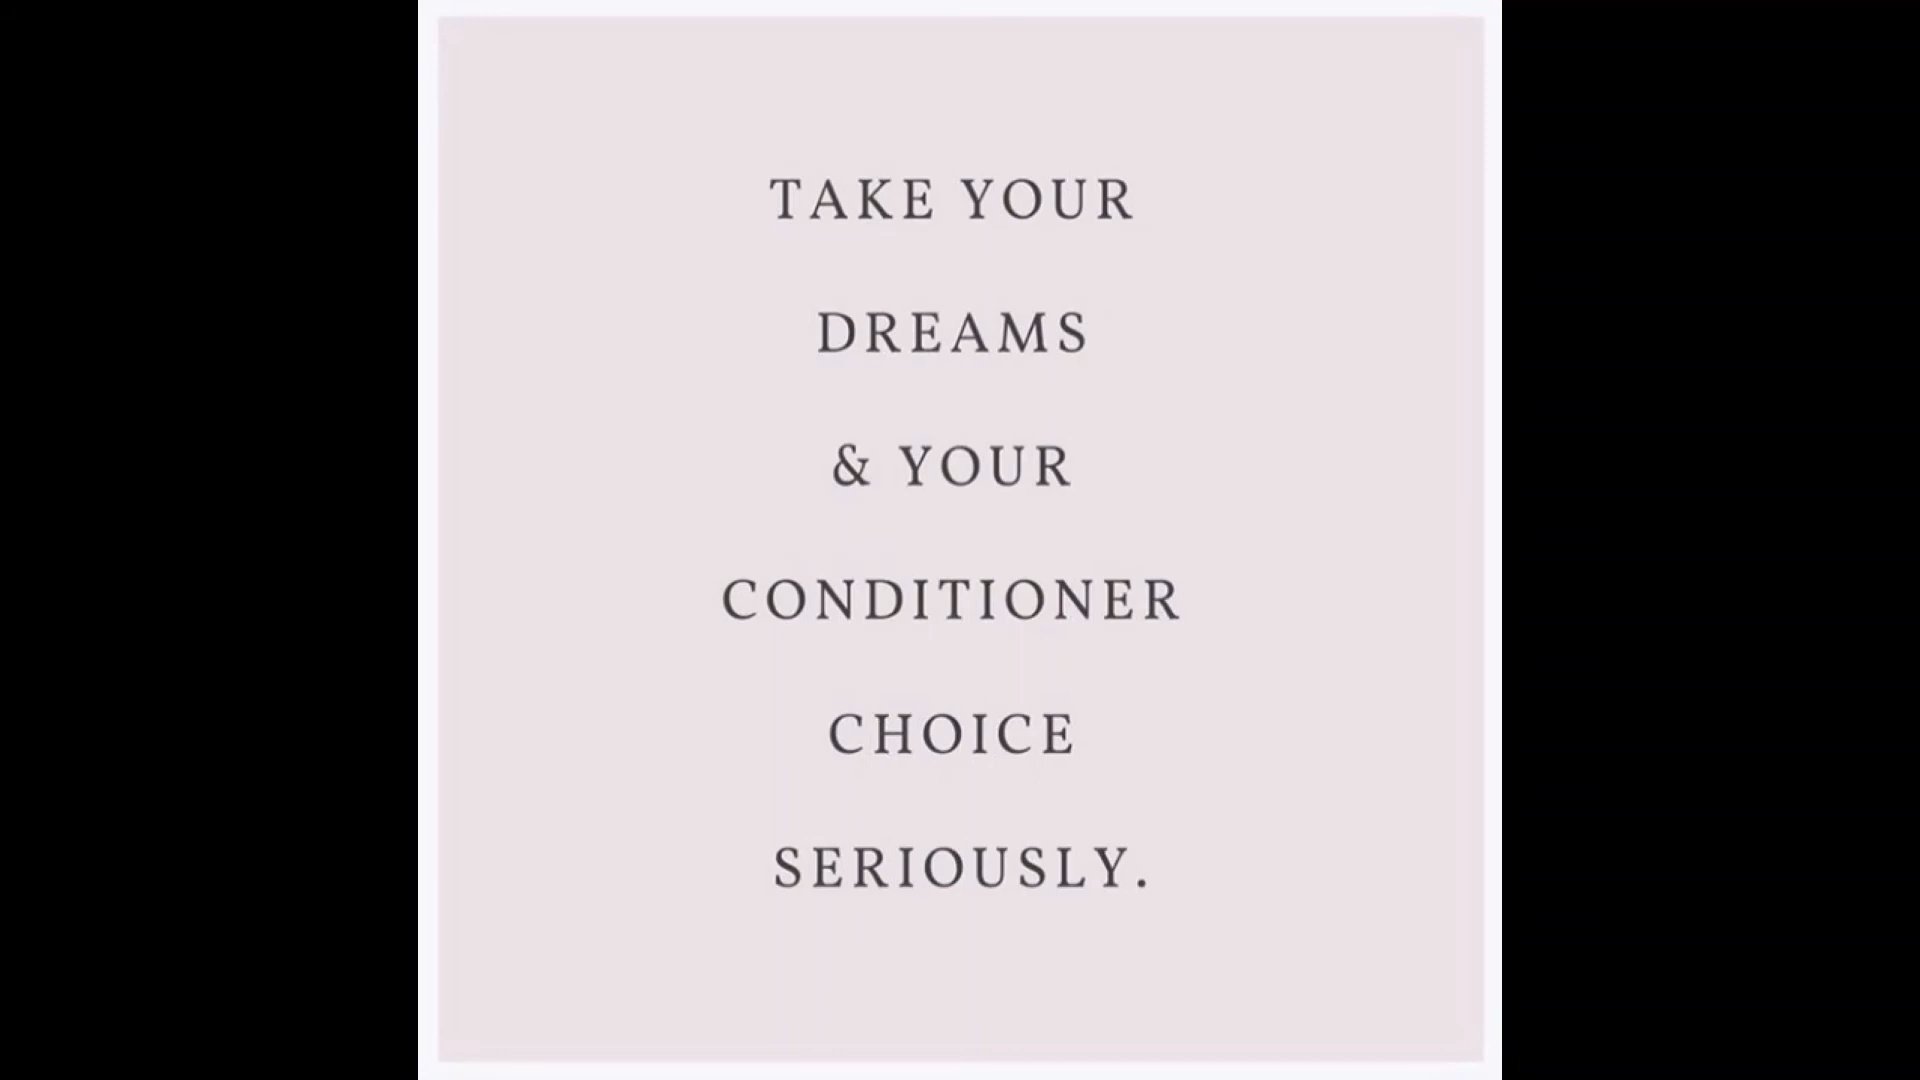 TAKE YOUR
DREAMS
& YOUR
CONDITIONER
CHOICE
SERIOUSLY.